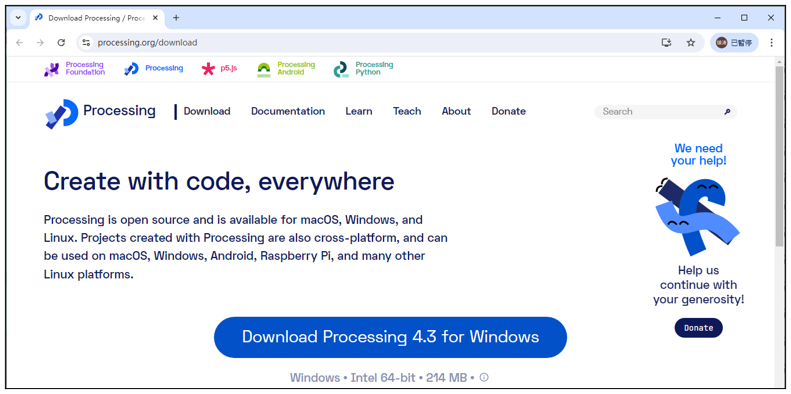 Download Processing / Proce
processing.org/download
已暫停
Processing Foundation
Processing
p5.js
Processing Android
Processing Python
Processing
Download
Documentation
Learn
Teach
About
Donate
Search
We need
your help!
Create with code, everywhere
Processing is open source and is available for macOS, Windows, and
Linux. Projects created with Processing are also cross-platform, and can
be used on macOS, Windows, Android, Raspberry Pi, and many other
Linux platforms.
Help us
continue with
your generosity!
Donate
Download Processing 4.3 for Windows
Windows • Intel 64-bit • 214 MB •